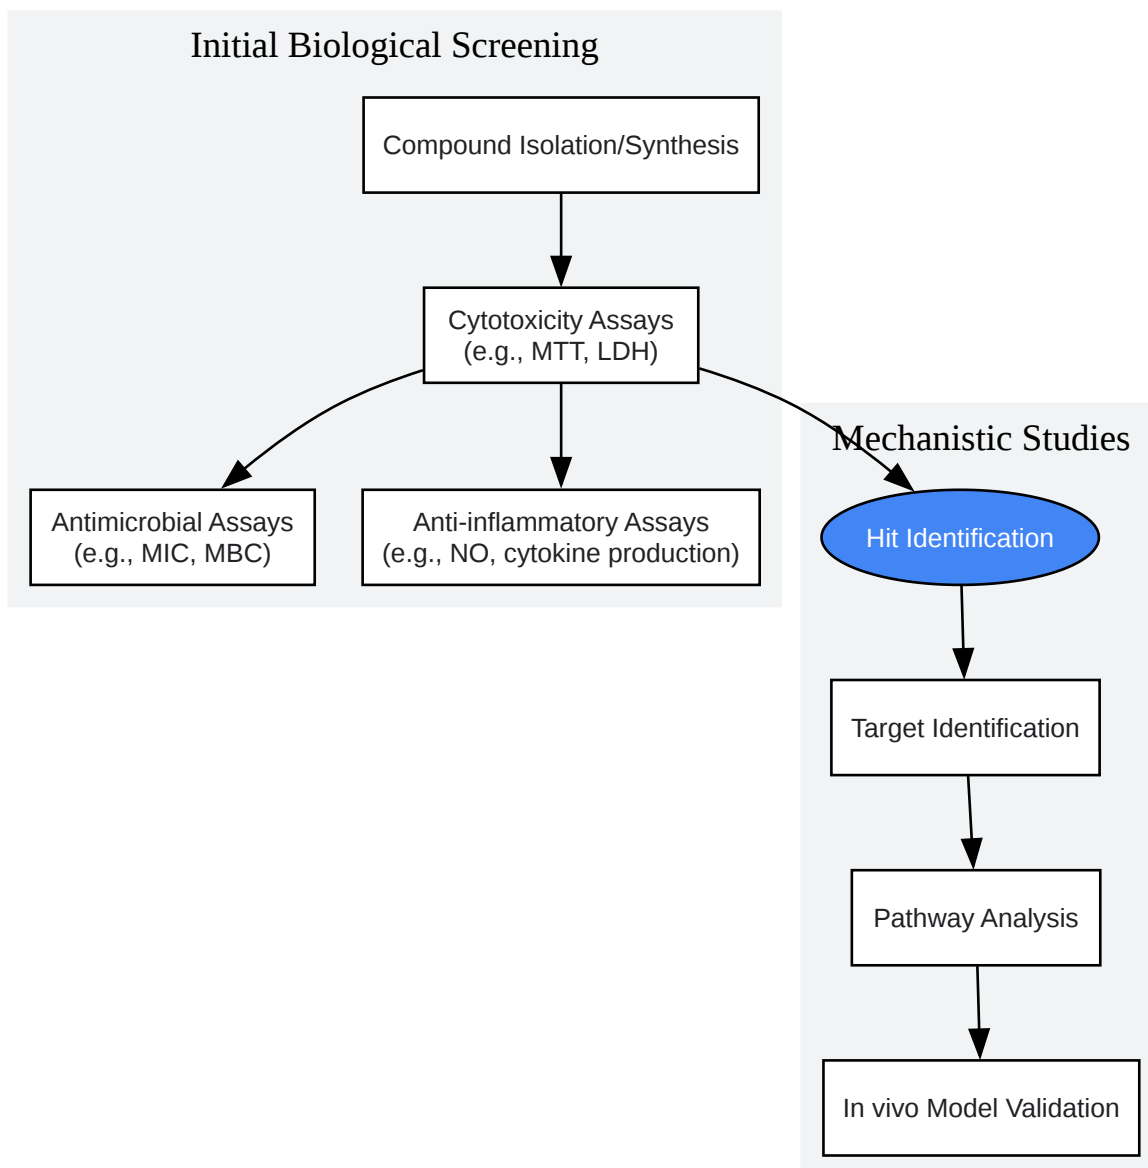 Initial Biological Screening
Compound Isolation/Synthesis
Cytotoxicity Assays
(e.g., MTT, LDH)
Antimicrobial Assays
(e.g., MIC, MBC)
Anti-inflammatory Assays
(e.g., NO, cytokine production)
Mechanistic Studies
Hit Identification
Target Identification
Pathway Analysis
In vivo Model Validation